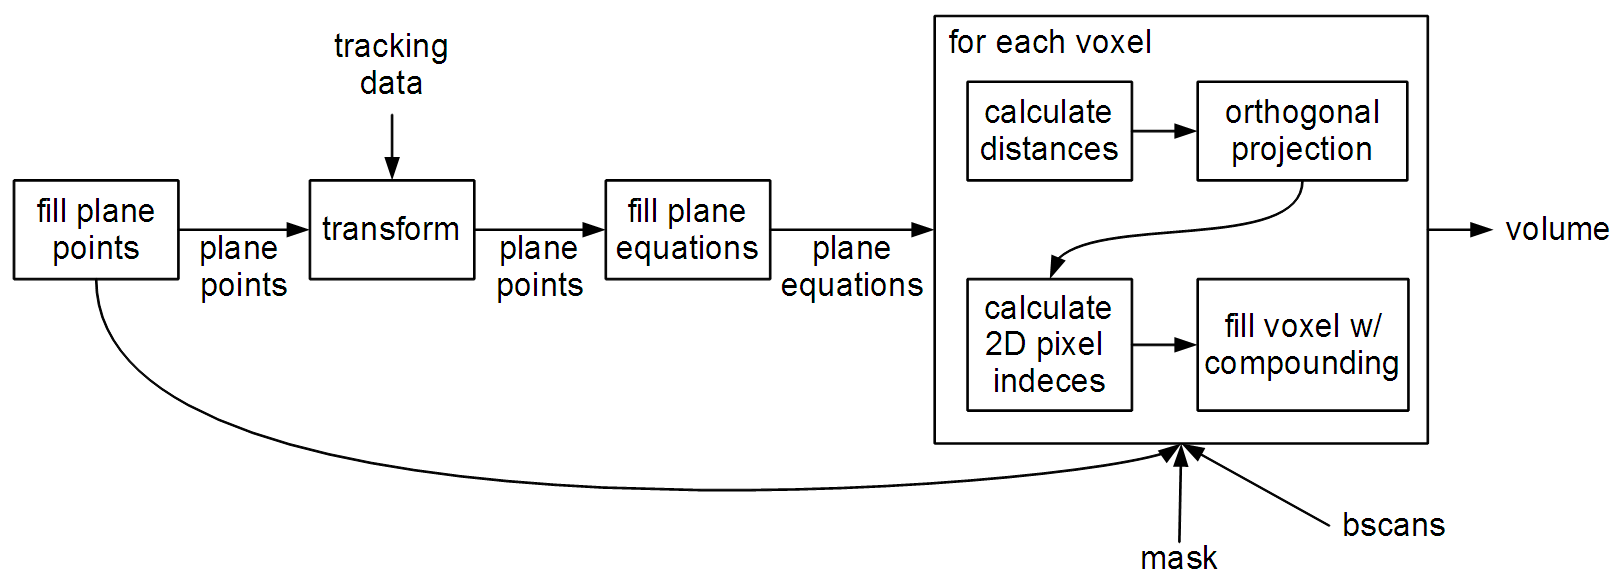 tracking
data
fill plane
points
plane
points
transform
plane
points
fill plane
equations
plane
equations
for each voxel
calculate
distances
orthogonal
projection
calculate
2D pixel
indeces
fill voxel w/
compounding
volume
mask
bscans